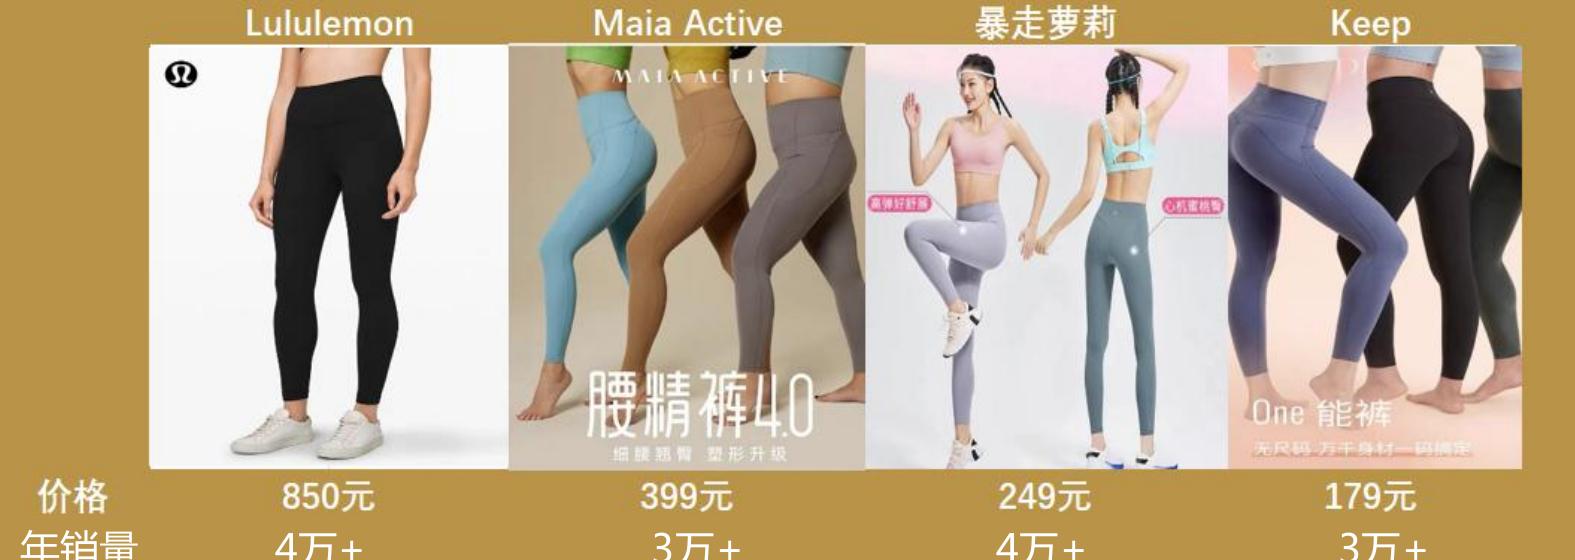 Lululemon Maia Active 暴走萝莉 Keep
MAIA ACTIVE
高弹好舒展
心机蜜桃臀
腰精裤4.0
细腰翘臀 塑形升级
One 能裤
无尺码 万千身材一码搞定
价格 850元 399元 249元 179元
年销量 4万+ 3万+ 4万+ 3万+